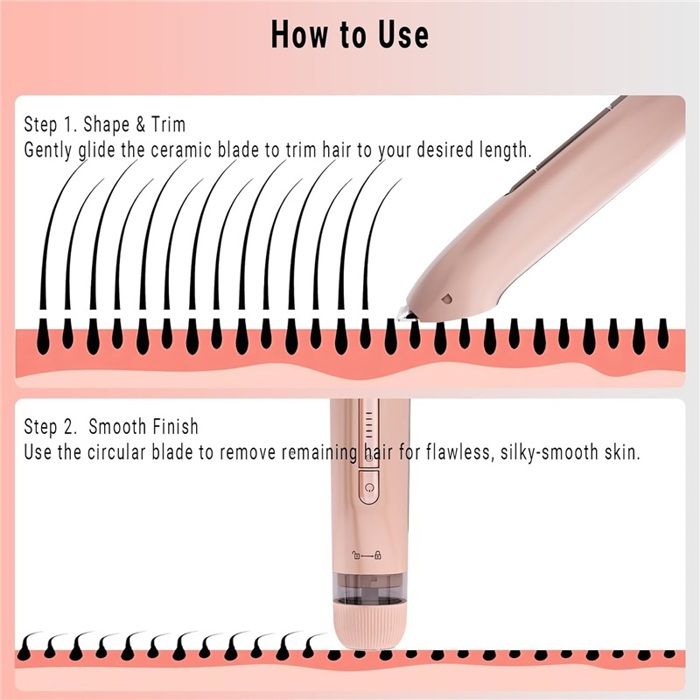 How to Use
Step 1. Shape & Trim
Gently glide the ceramic blade to trim hair to your desired length.
Step 2. Smooth Finish
Use the circular blade to remove remaining hair for flawless, silky-smooth skin.